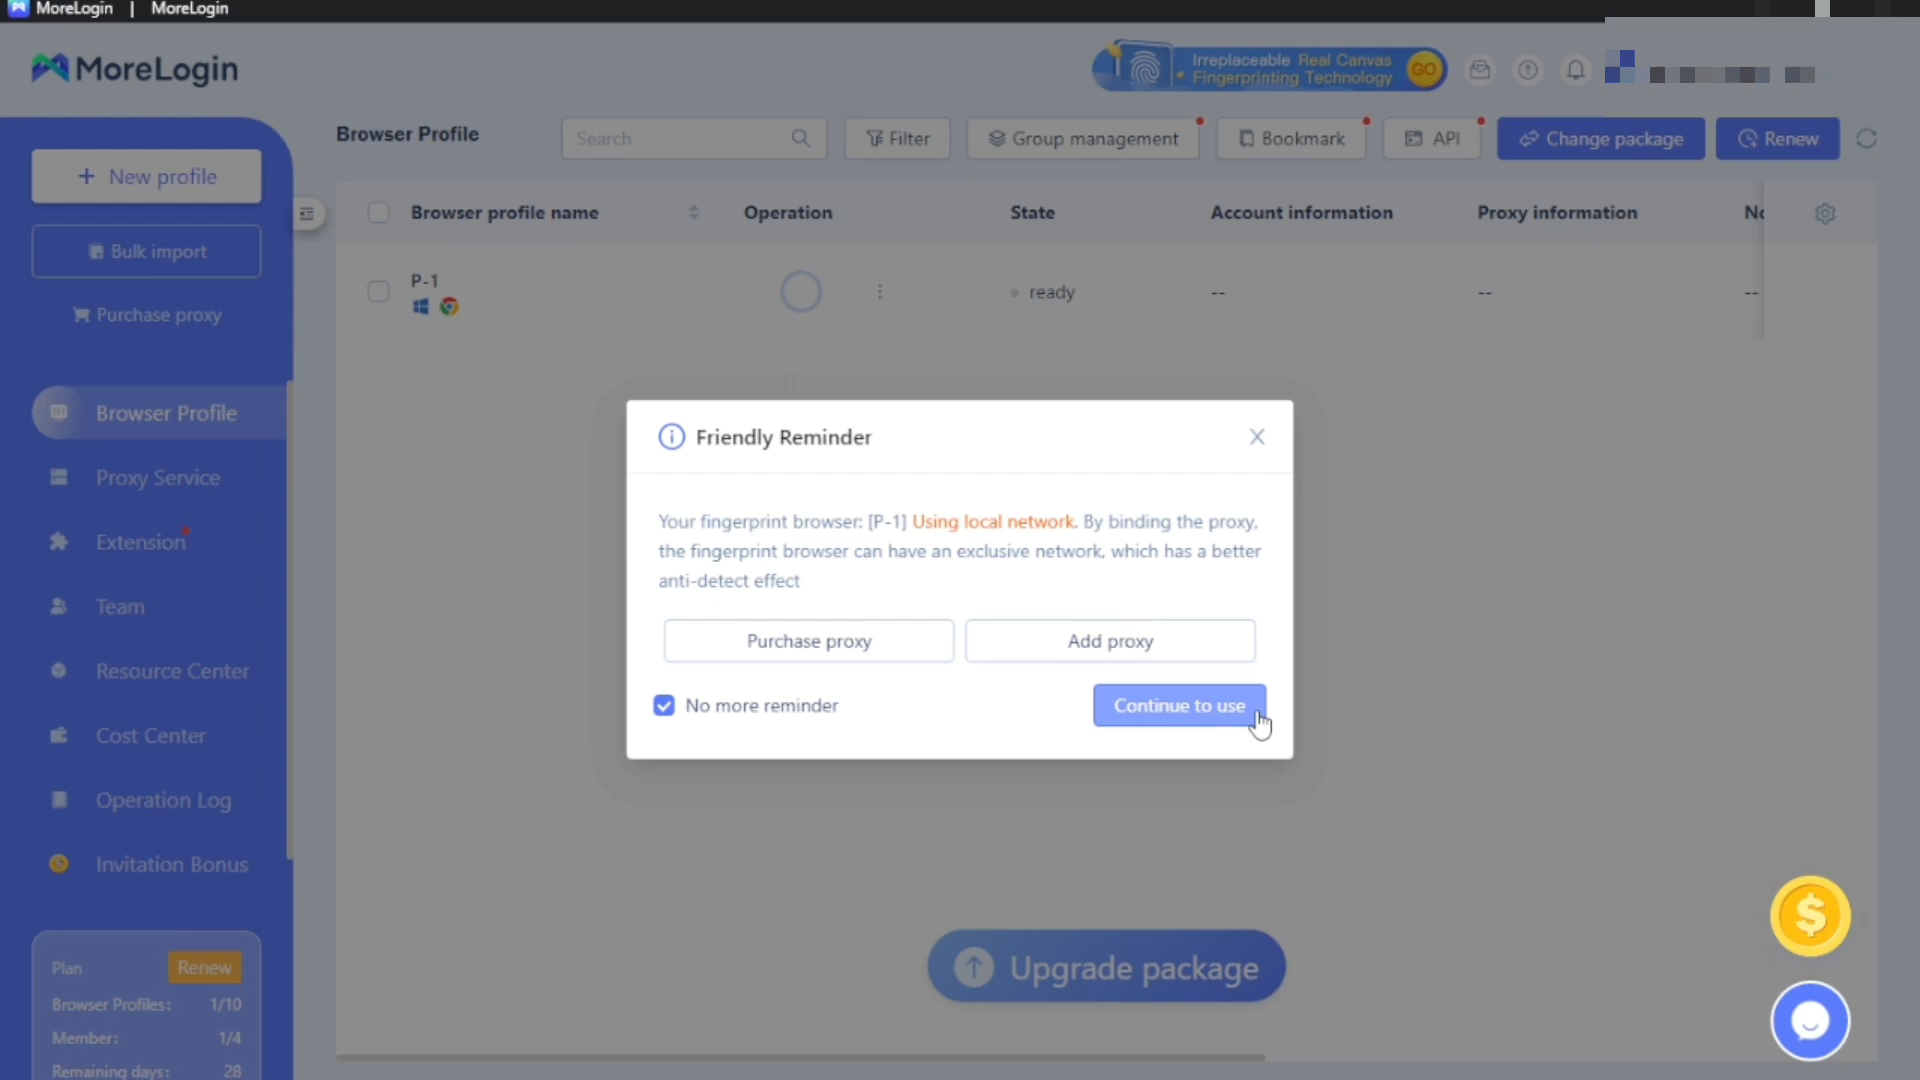 MoreLogin | MoreLogin
MoreLogin
Irreplaceable Real Canvas
Fingerprinting Technology
GO
Browser Profile
Search
Filter
Group management
Bookmark
API
Change package
Renew
+ New profile
Bulk import
Purchase proxy
Browser profile name
Operation
State
Account information
Proxy information
P-1
ready
--
--
--
Browser Profile
Proxy Service
Extension
Team
Resource Center
Cost Center
Operation Log
Invitation Bonus
Friendly Reminder
Your fingerprint browser: [P-1] Using local network. By binding the proxy,
the fingerprint browser can have an exclusive network, which has a better
anti-detect effect
Purchase proxy
Add proxy
No more reminder
Continue to use
Upgrade package
Plan
Renew
Browser Profiles: 1/10
Member: 1/4
Remaining days: 28